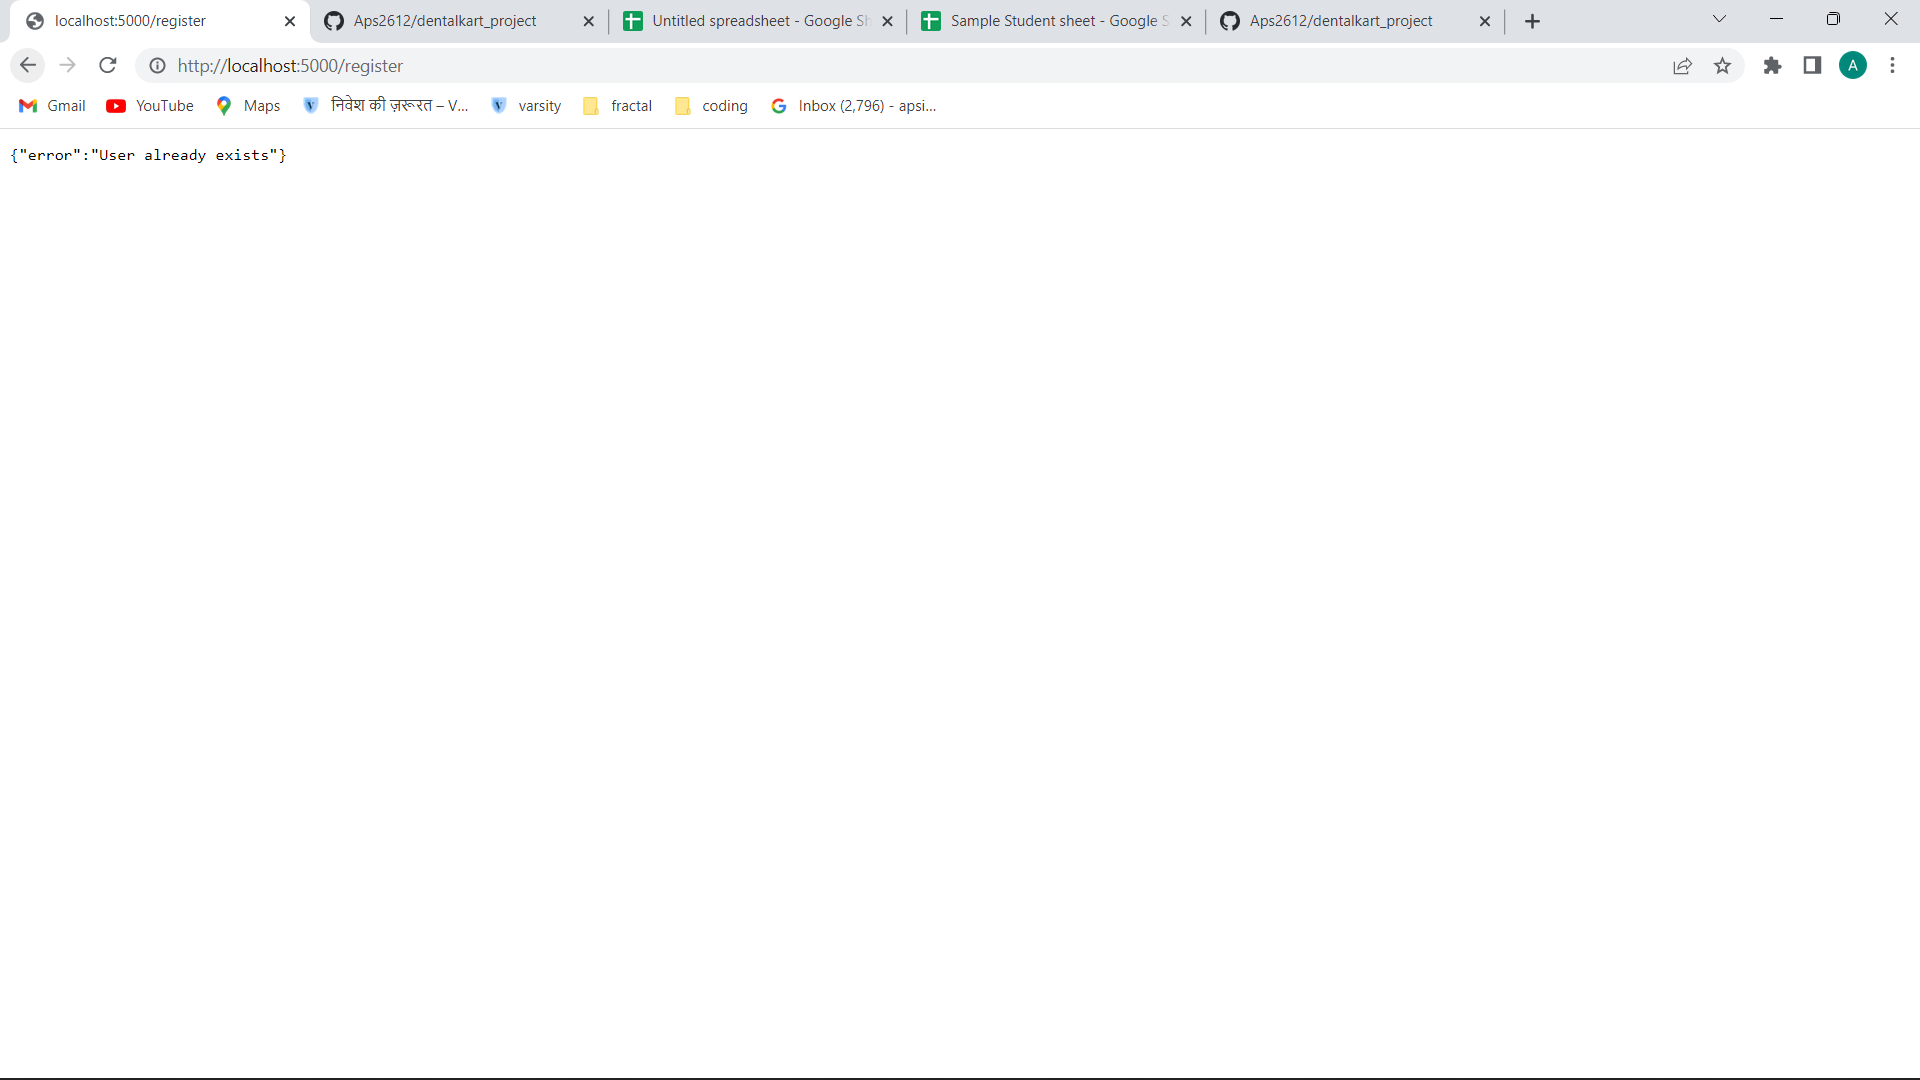 localhost:5000/register
Aps2612/dentalkart_project
Untitled spreadsheet - Google Sh
Sample Student sheet - Google S
Aps2612/dentalkart_project
http://localhost:5000/register
A
Gmail
YouTube
Maps
निवेश की ज़रूरत – V...
varsity
fractal
coding
Inbox (2,796) - apsi...
{"error":"User already exists"}